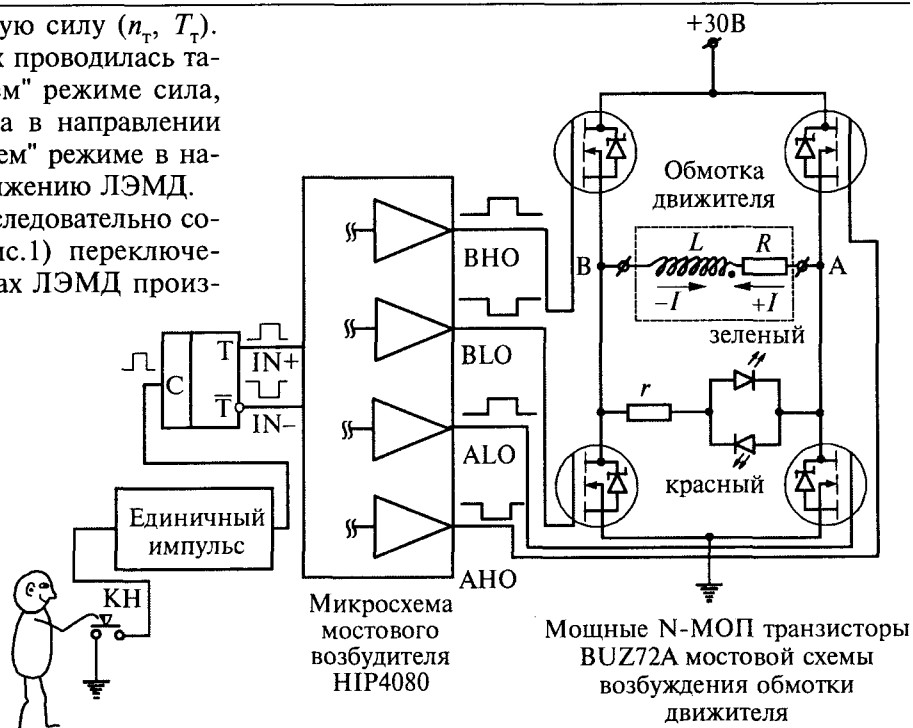 ую силу (nт, Tт).
к проводилась та-
ем" режиме сила,
а в направлении
ем" режиме в на-
ижению ЛЭМД.
следовательно со-
ис.1) переключе-
ах ЛЭМД произ-
+30В
Обмотка
движителя
B
L
R
A
–I
+I
зеленый
r
красный
BHO
BLO
ALO
AHO
C
T
T̅
IN+
IN–
Единичный
импульс
КН
Микросхема
мостового
возбудителя
HIP4080
Мощные N-МОП транзисторы
BUZ72A мостовой схемы
возбуждения обмотки
движителя